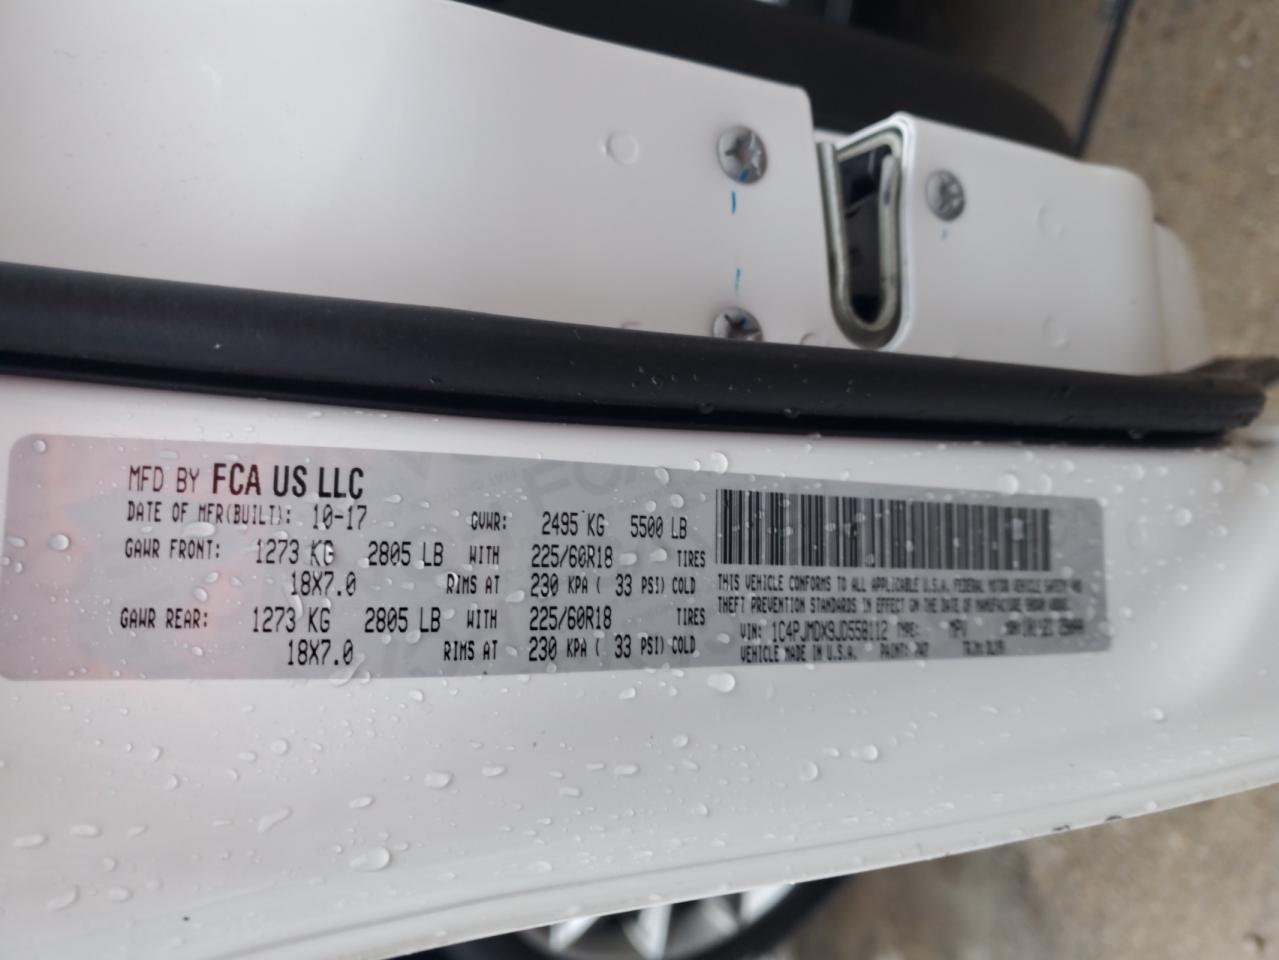 MFD BY FCA US LLC
DATE OF MFR(BUILT): 10-17 GVWR: 2495 KG 5500 LB
GAWR FRONT: 1273 KG 2805 LB WITH 225/60R18 TIRES
18X7.0 RIMS AT 230 KPA ( 33 PSI) COLD
GAWR REAR: 1273 KG 2805 LB WITH 225/60R18 TIRES
18X7.0 RIMS AT 230 KPA ( 33 PSI) COLD
THIS VEHICLE CONFORMS TO ALL APPLICABLE U.S.A. FEDERAL MOTOR VEHICLE SAFETY AND
THEFT PREVENTION STANDARDS IN EFFECT ON THE DATE OF MANUFACTURE SHOWN ABOVE.
VIN: 1C4PJMDX9JD558112 TYPE: MPV
VEHICLE MADE IN U.S.A. PAINT: PW7